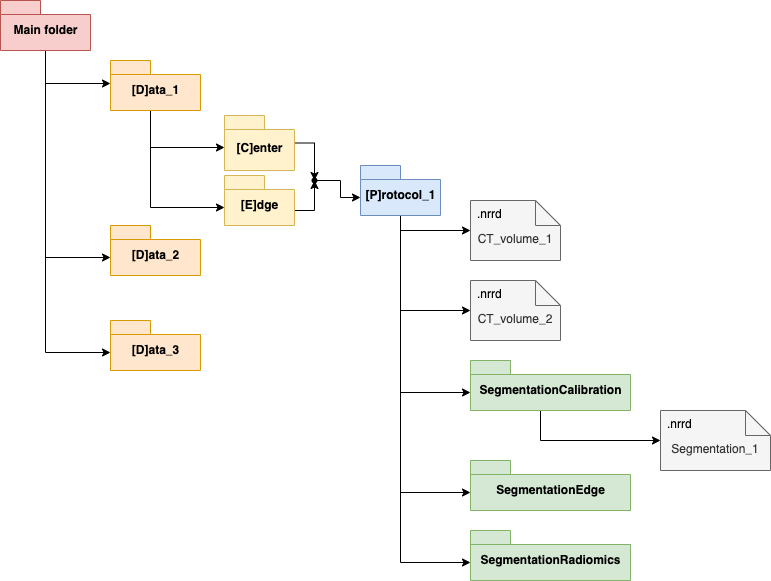 Main folder
[D]ata_1
[C]enter
[E]dge
[P]rotocol_1
.nrrd
CT_volume_1
[D]ata_2
.nrrd
CT_volume_2
[D]ata_3
SegmentationCalibration
.nrrd
Segmentation_1
SegmentationEdge
SegmentationRadiomics